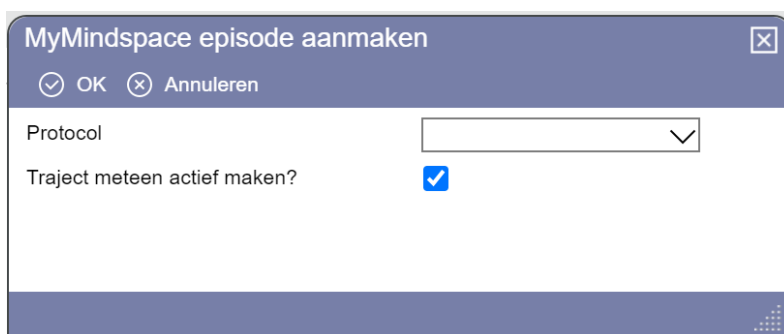 MyMindspace episode aanmaken
OK Annuleren
Protocol
Traject meteen actief maken?